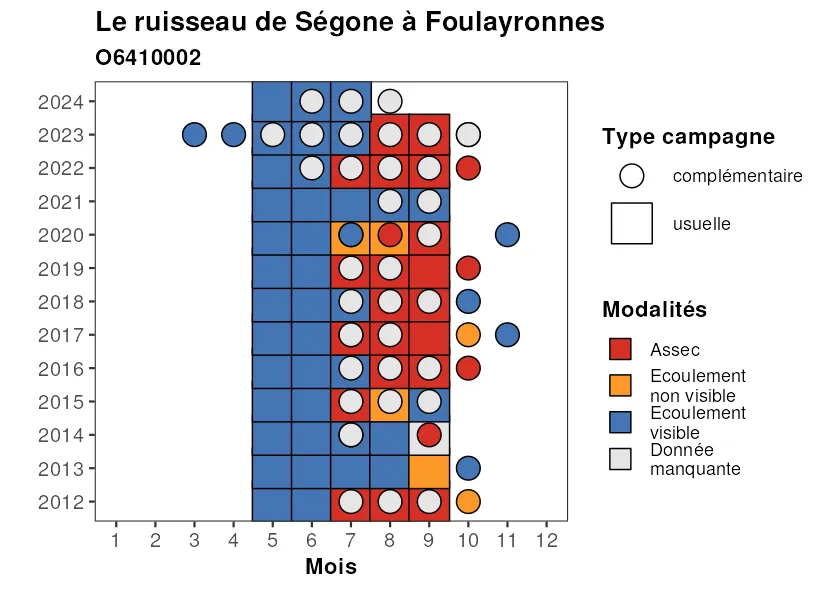 Le ruisseau de Ségone à Foulayronnes
O6410002
2024
2023
2022
2021
2020
2019
2018
2017
2016
2015
2014
2013
2012
1 2 3 4 5 6 7 8 9 10 11 12
Mois
Type campagne
complémentaire
usuelle
Modalités
Assec
Ecoulement
non visible
Ecoulement
visible
Donnée
manquante